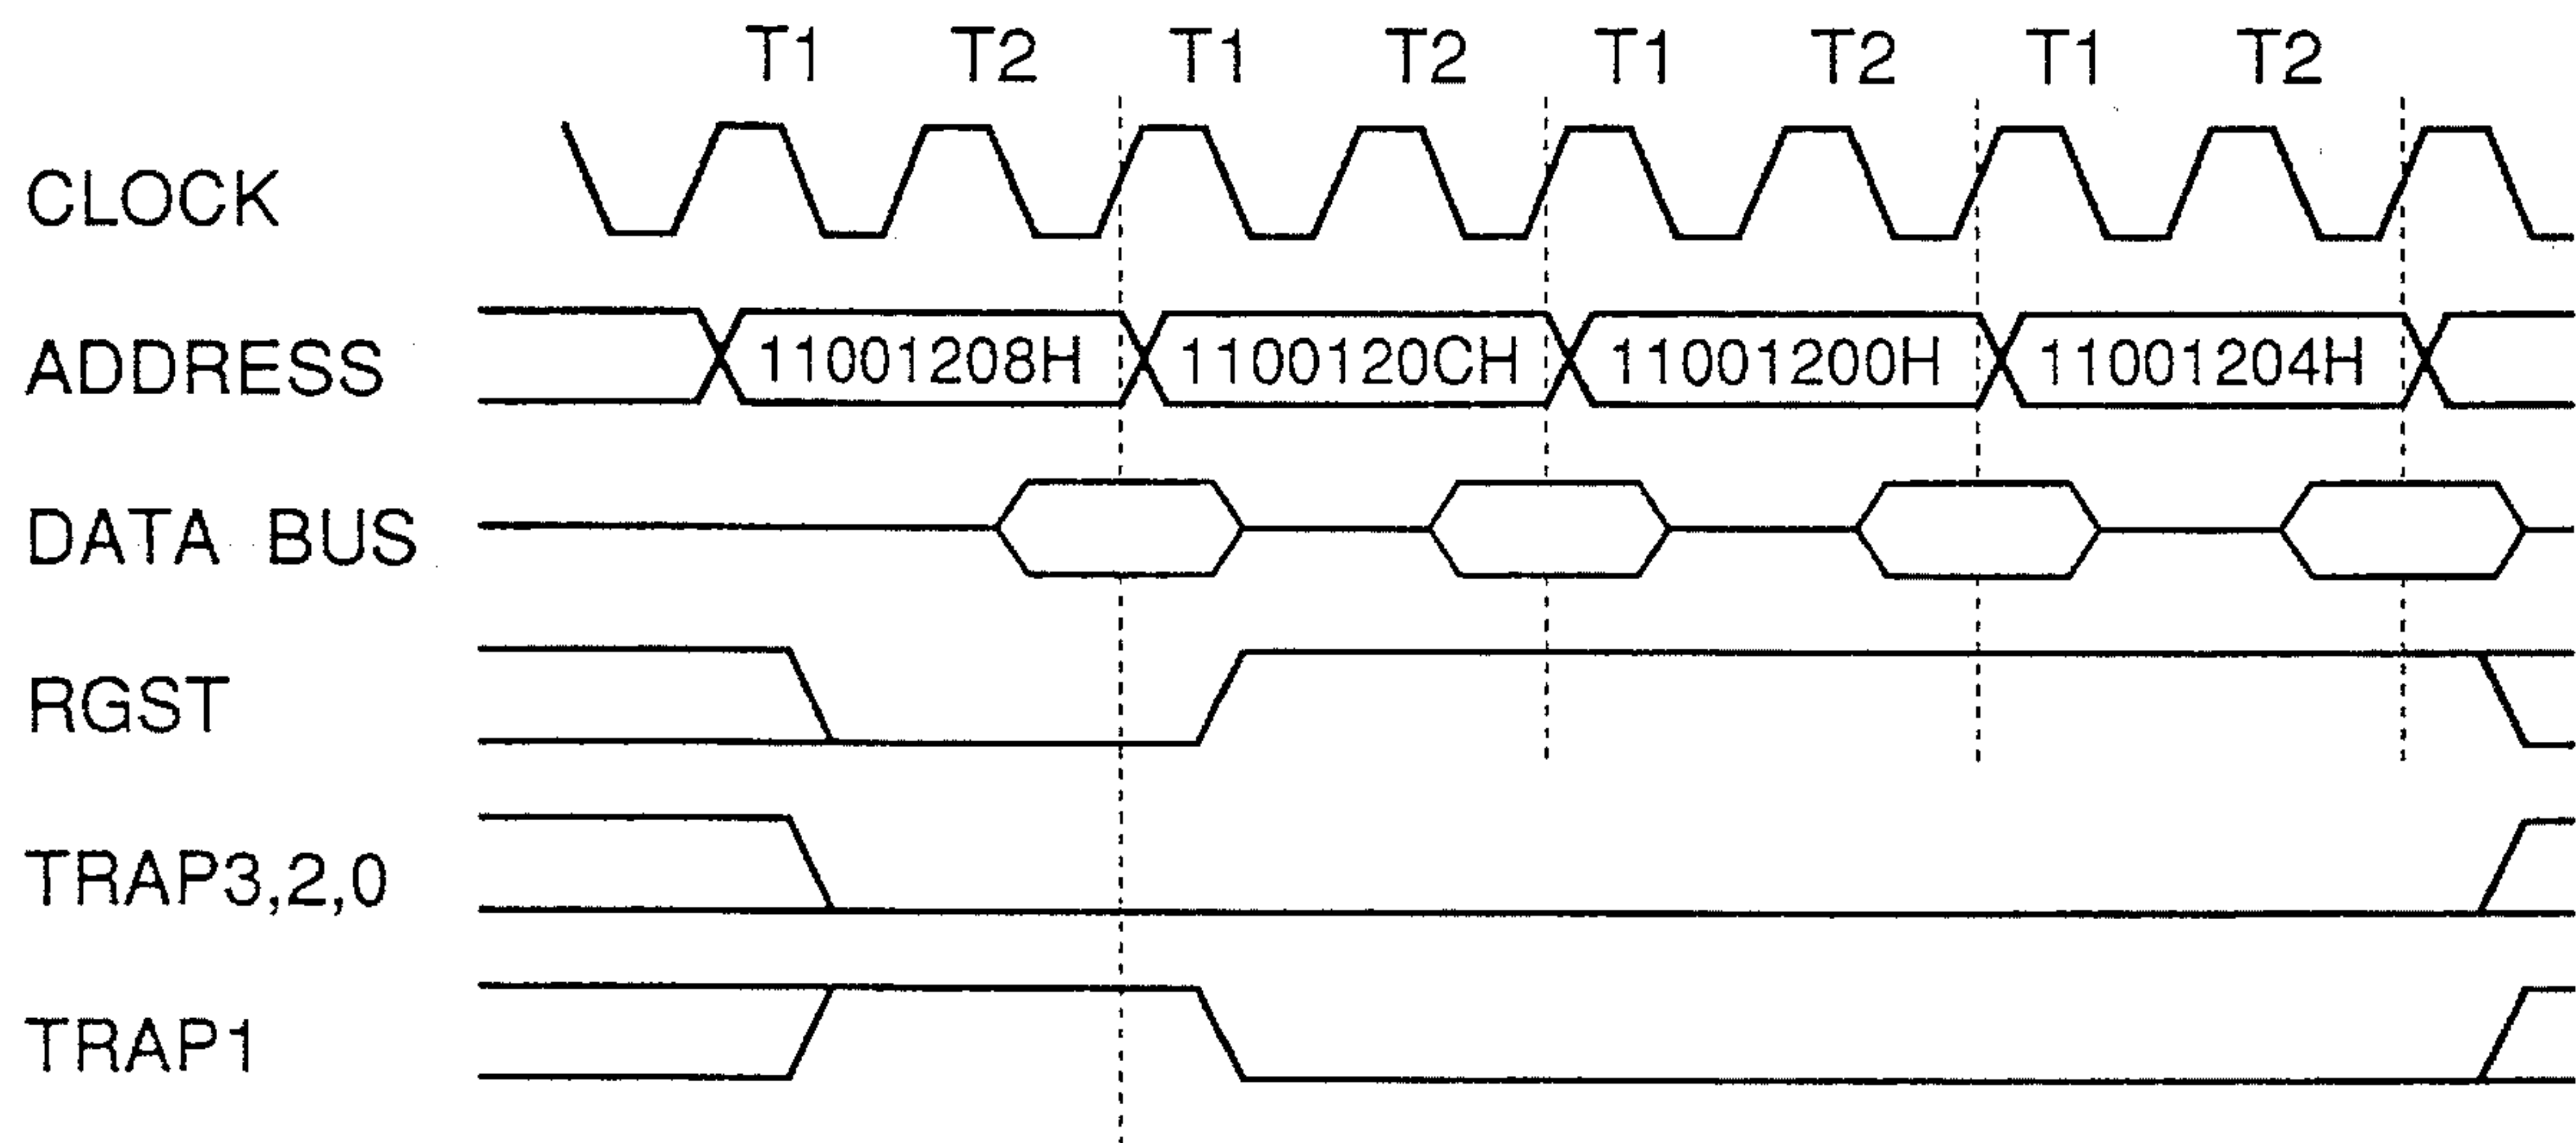 T1 T2 T1 T2 T1 T2 T1 T2
CLOCK
ADDRESS 11001208H 1100120CH 11001200H 11001204H
DATA BUS
RGST
TRAP3,2,0
TRAP1